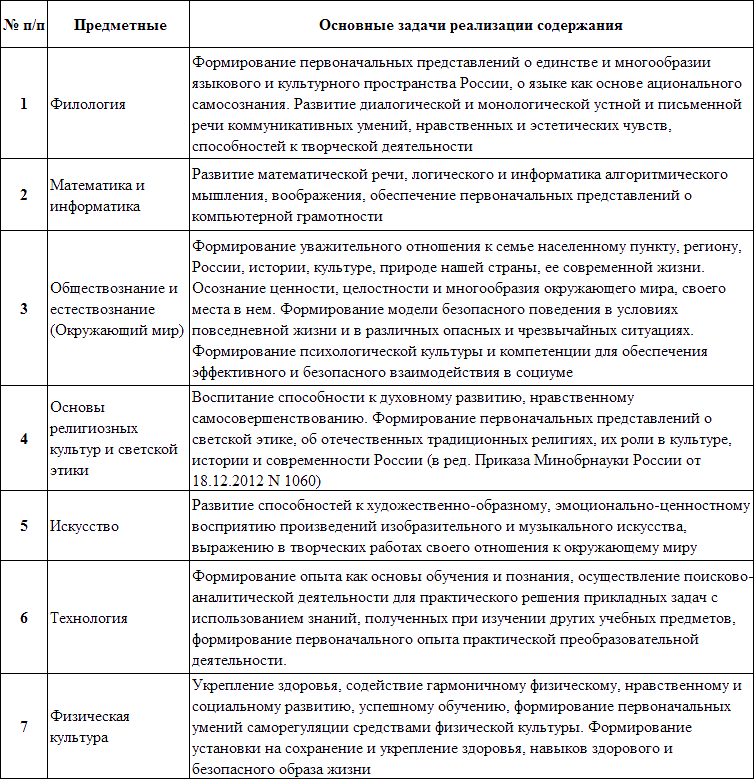 № п/п
Предметные
Основные задачи реализации содержания
1
Филология
Формирование первоначальных представлений о единстве и многообразии
языкового и культурного пространства России, о языке как основе ационального
самосознания. Развитие диалогической и монологической устной и письменной
речи коммуникативных умений, нравственных и эстетических чувств,
способностей к творческой деятельности
2
Математика и
информатика
Развитие математической речи, логического и информатика алгоритмического
мышления, воображения, обеспечение первоначальных представлений о
компьютерной грамотности
3
Обществознание и
естествознание
(Окружающий мир)
Формирование уважительного отношения к семье населенному пункту, региону,
России, истории, культуре, природе нашей страны, ее современной жизни.
Осознание ценности, целостности и многообразия окружающего мира, своего
места в нем. Формирование модели безопасного поведения в условиях
повседневной жизни и в различных опасных и чрезвычайных ситуациях.
Формирование психологической культуры и компетенции для обеспечения
эффективного и безопасного взаимодействия в социуме
4
Основы
религиозных
культур и светской
этики
Воспитание способности к духовному развитию, нравственному
самосовершенствованию. Формирование первоначальных представлений о
светской этике, об отечественных традиционных религиях, их роли в культуре,
истории и современности России (в ред. Приказа Минобрнауки России от
18.12.2012 N 1060)
5
Искусство
Развитие способностей к художественно-образному, эмоционально-ценностному
восприятию произведений изобразительного и музыкального искусства,
выражению в творческих работах своего отношения к окружающему миру
6
Технология
Формирование опыта как основы обучения и познания, осуществление поисково-
аналитической деятельности для практического решения прикладных задач с
использованием знаний, полученных при изучении других учебных предметов,
формирование первоначального опыта практической преобразовательной
деятельности.
7
Физическая
культура
Укрепление здоровья, содействие гармоничному физическому, нравственному и
социальному развитию, успешному обучению, формирование первоначальных
умений саморегуляции средствами физической культуры. Формирование
установки на сохранение и укрепление здоровья, навыков здорового и
безопасного образа жизни